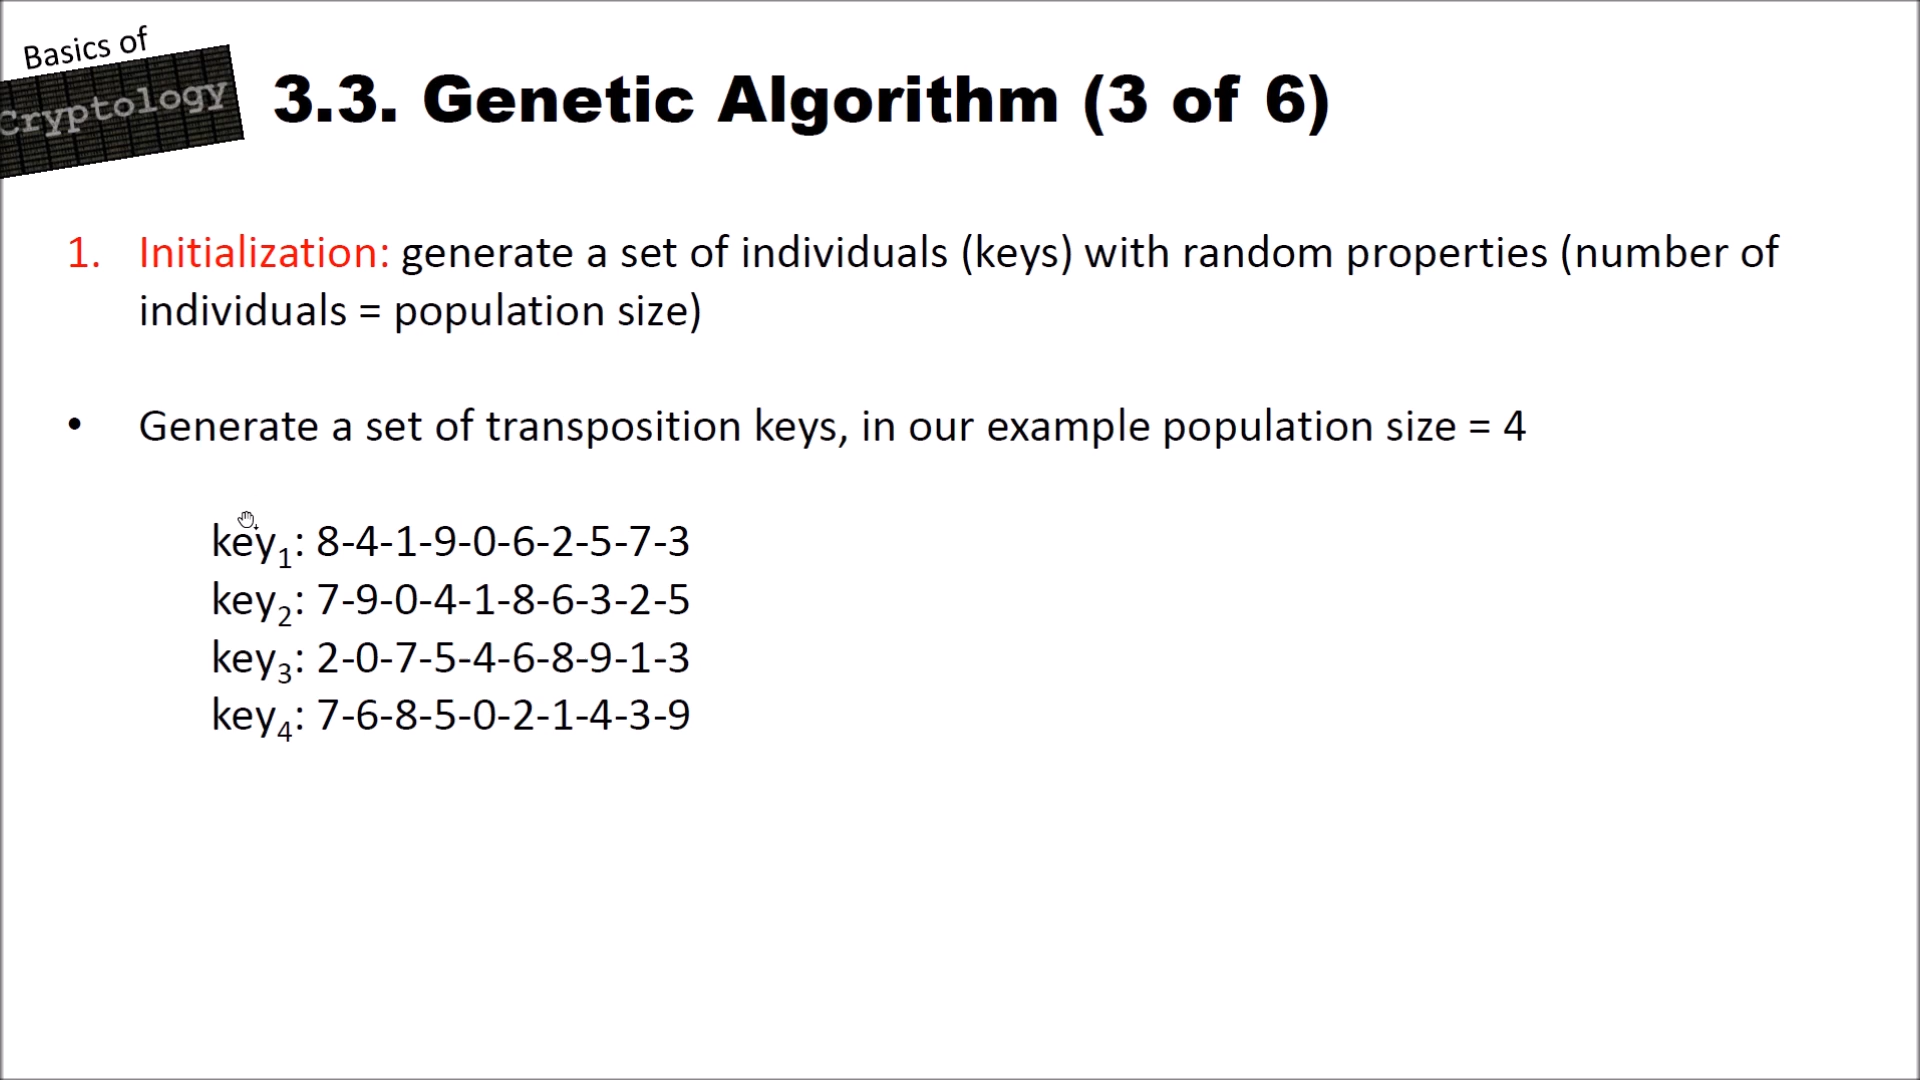 Basics of
Cryptology
3.3. Genetic Algorithm (3 of 6)
1. Initialization: generate a set of individuals (keys) with random properties (number of
individuals = population size)
• Generate a set of transposition keys, in our example population size = 4
key₁: 8-4-1-9-0-6-2-5-7-3
key₂: 7-9-0-4-1-8-6-3-2-5
key₃: 2-0-7-5-4-6-8-9-1-3
key₄: 7-6-8-5-0-2-1-4-3-9